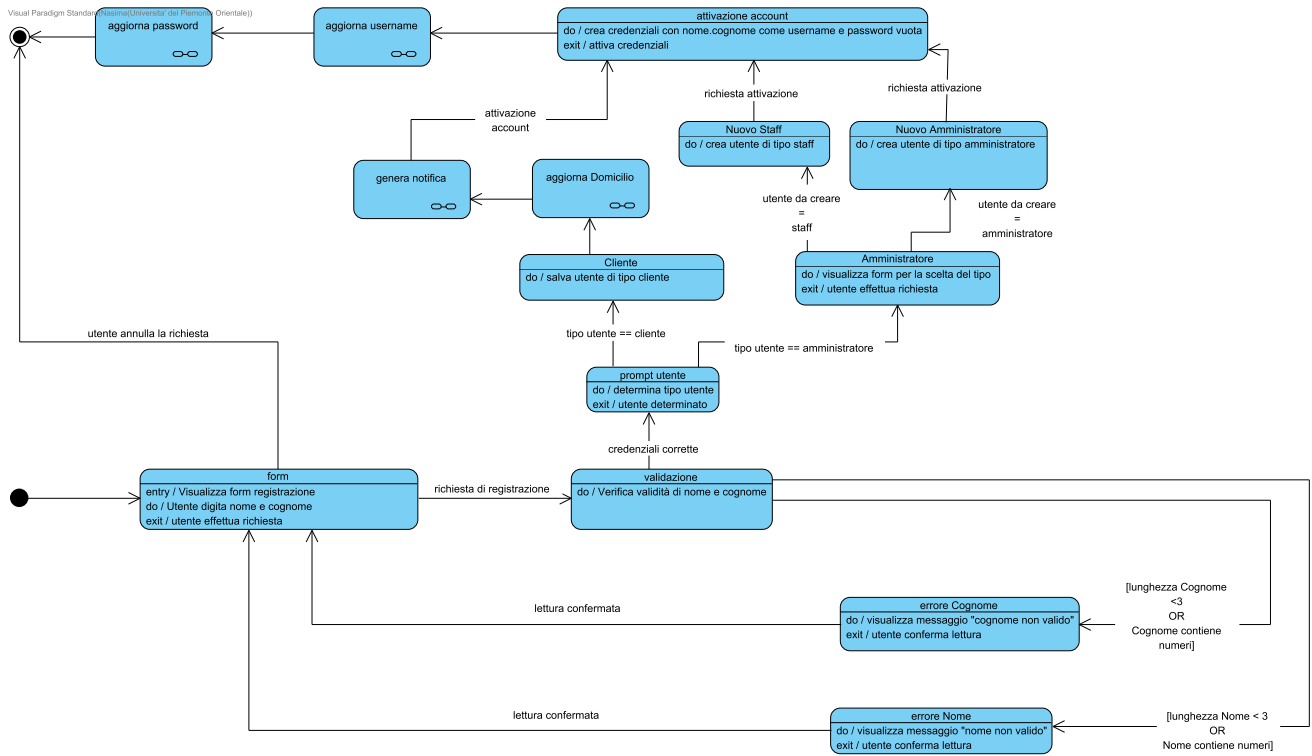 Visual Paradigm Standard(Nasima(Universita' del Piemonte Orientale))
aggiorna password
aggiorna username
attivazione account
do / crea credenziali con nome.cognome come username e password vuota
exit / attiva credenziali
richiesta attivazione
richiesta attivazione
attivazione
account
Nuovo Staff
do / crea utente di tipo staff
Nuovo Amministratore
do / crea utente di tipo amministratore
genera notifica
aggiorna Domicilio
utente da creare
=
staff
utente da creare
=
amministratore
Cliente
do / salva utente di tipo cliente
Amministratore
do / visualizza form per la scelta del tipo
exit / utente effettua richiesta
utente annulla la richiesta
tipo utente == cliente
tipo utente == amministratore
prompt utente
do / determina tipo utente
exit / utente determinato
credenziali corrette
form
entry / Visualizza form registrazione
do / Utente digita nome e cognome
exit / utente effettua richiesta
richiesta di registrazione
validazione
do / Verifica validità di nome e cognome
lettura confermata
errore Cognome
do / visualizza messaggio "cognome non valido"
exit / utente conferma lettura
[lunghezza Cognome
<3
OR
Cognome contiene
numeri]
lettura confermata
errore Nome
do / visualizza messaggio "nome non valido"
exit / utente conferma lettura
[lunghezza Nome < 3
OR
Nome contiene numeri]